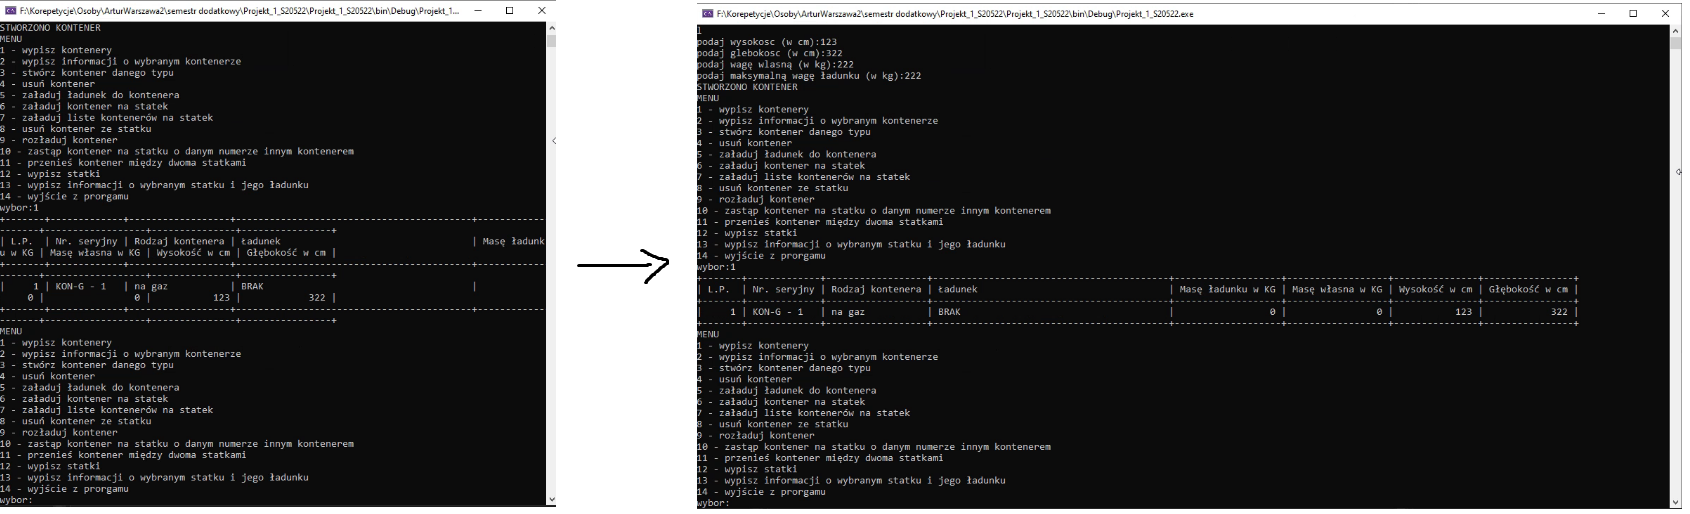 F:\Korepetycje\Osoby\ArturWarszawa2\semestr dodatkowy\Projekt_1_S20522\Projekt_1_S20522\bin\Debug\Projekt_1...
STWORZONO KONTENER
MENU
1 - wypisz kontenery
2 - wypisz informacji o wybranym kontenerze
3 - stwórz kontener danego typu
4 - usuń kontener
5 - załaduj ładunek do kontenera
6 - załaduj kontener na statek
7 - załaduj liste kontenerów na statek
8 - usuń kontener ze statku
9 - rozładuj kontener
10 - zastąp kontener na statku o danym numerze innym kontenerem
11 - przenieś kontener między dwoma statkami
12 - wypisz statki
13 - wypisz informacji o wybranym statku i jego ładunku
14 - wyjście z prorgamu
wybor:1
| L.P. | Nr. seryjny | Rodzaj kontenera | Ładunek | Masę ładunk
u w KG | Masę własna w KG | Wysokość w cm | Głębokość w cm |
| 1 | KON-G - 1 | na gaz | BRAK |
0 | 0 | 123 | 322 |
MENU
1 - wypisz kontenery
2 - wypisz informacji o wybranym kontenerze
3 - stwórz kontener danego typu
4 - usuń kontener
5 - załaduj ładunek do kontenera
6 - załaduj kontener na statek
7 - załaduj liste kontenerów na statek
8 - usuń kontener ze statku
9 - rozładuj kontener
10 - zastąp kontener na statku o danym numerze innym kontenerem
11 - przenieś kontener między dwoma statkami
12 - wypisz statki
13 - wypisz informacji o wybranym statku i jego ładunku
14 - wyjście z prorgamu
wybor:
F:\Korepetycje\Osoby\ArturWarszawa2\semestr dodatkowy\Projekt_1_S20522\Projekt_1_S20522\bin\Debug\Projekt_1_S20522.exe
1
podaj wysokosc (w cm):123
podaj glebokosc (w cm):322
podaj wagę wlasną (w kg):222
podaj maksymalną wagę ładunku (w kg):222
STWORZONO KONTENER
MENU
1 - wypisz kontenery
2 - wypisz informacji o wybranym kontenerze
3 - stwórz kontener danego typu
4 - usuń kontener
5 - załaduj ładunek do kontenera
6 - załaduj kontener na statek
7 - załaduj liste kontenerów na statek
8 - usuń kontener ze statku
9 - rozładuj kontener
10 - zastąp kontener na statku o danym numerze innym kontenerem
11 - przenieś kontener między dwoma statkami
12 - wypisz statki
13 - wypisz informacji o wybranym statku i jego ładunku
14 - wyjście z prorgamu
wybor:1
| L.P. | Nr. seryjny | Rodzaj kontenera | Ładunek | Masę ładunku w KG | Masę własna w KG | Wysokość w cm | Głębokość w cm |
| 1 | KON-G - 1 | na gaz | BRAK | 0 | 0 | 123 | 322 |
MENU
1 - wypisz kontenery
2 - wypisz informacji o wybranym kontenerze
3 - stwórz kontener danego typu
4 - usuń kontener
5 - załaduj ładunek do kontenera
6 - załaduj kontener na statek
7 - załaduj liste kontenerów na statek
8 - usuń kontener ze statku
9 - rozładuj kontener
10 - zastąp kontener na statku o danym numerze innym kontenerem
11 - przenieś kontener między dwoma statkami
12 - wypisz statki
13 - wypisz informacji o wybranym statku i jego ładunku
14 - wyjście z prorgamu
wybor: